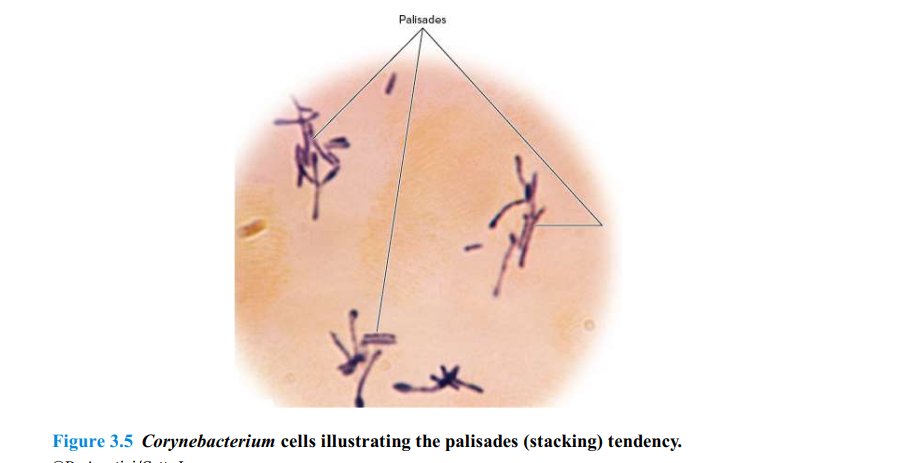 Palisades
Figure 3.5 Corynebacterium cells illustrating the palisades (stacking) tendency.